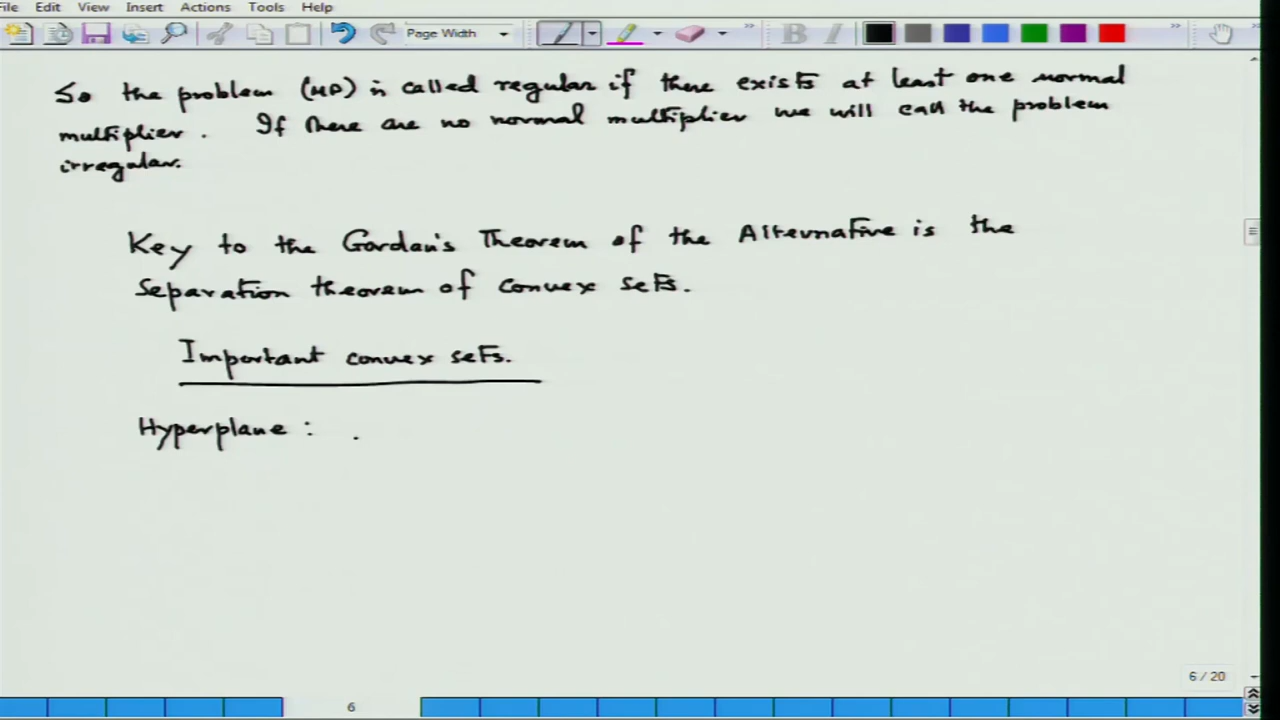 File Edit View Insert Actions Tools Help
Page Width
So the problem (MP) is called regular if there exists at least one normal
multiplier. If there are no normal multiplier we will call the problem
irregular.
Key to the Gordan's Theorem of the Alternative is the
Separation theorem of convex sets.
Important convex sets.
Hyperplane :
6 / 20
6